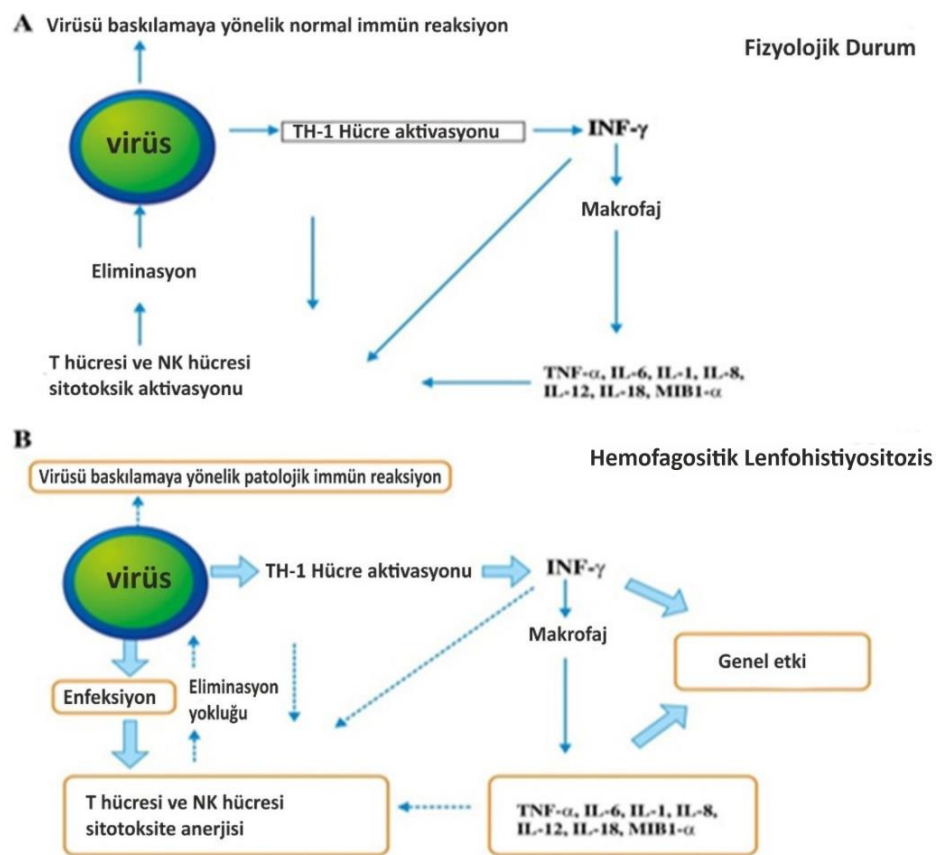 A Virüsü baskılamaya yönelik normal immün reaksiyon
Fizyolojik Durum
virüs
TH-1 Hücre aktivasyonu
INF-γ
Makrofaj
Eliminasyon
T hücresi ve NK hücresi
sitotoksik aktivasyonu
TNF-α, IL-6, IL-1, IL-8,
IL-12, IL-18, MIB1-α
B
Hemofagositik Lenfohistiyositozis
Virüsü baskılamaya yönelik patolojik immün reaksiyon
virüs
TH-1 Hücre aktivasyonu
INF-γ
Makrofaj
Genel etki
Enfeksiyon
Eliminasyon
yokluğu
T hücresi ve NK hücresi
sitotoksite anerjisi
TNF-α, IL-6, IL-1, IL-8,
IL-12, IL-18, MIB1-α